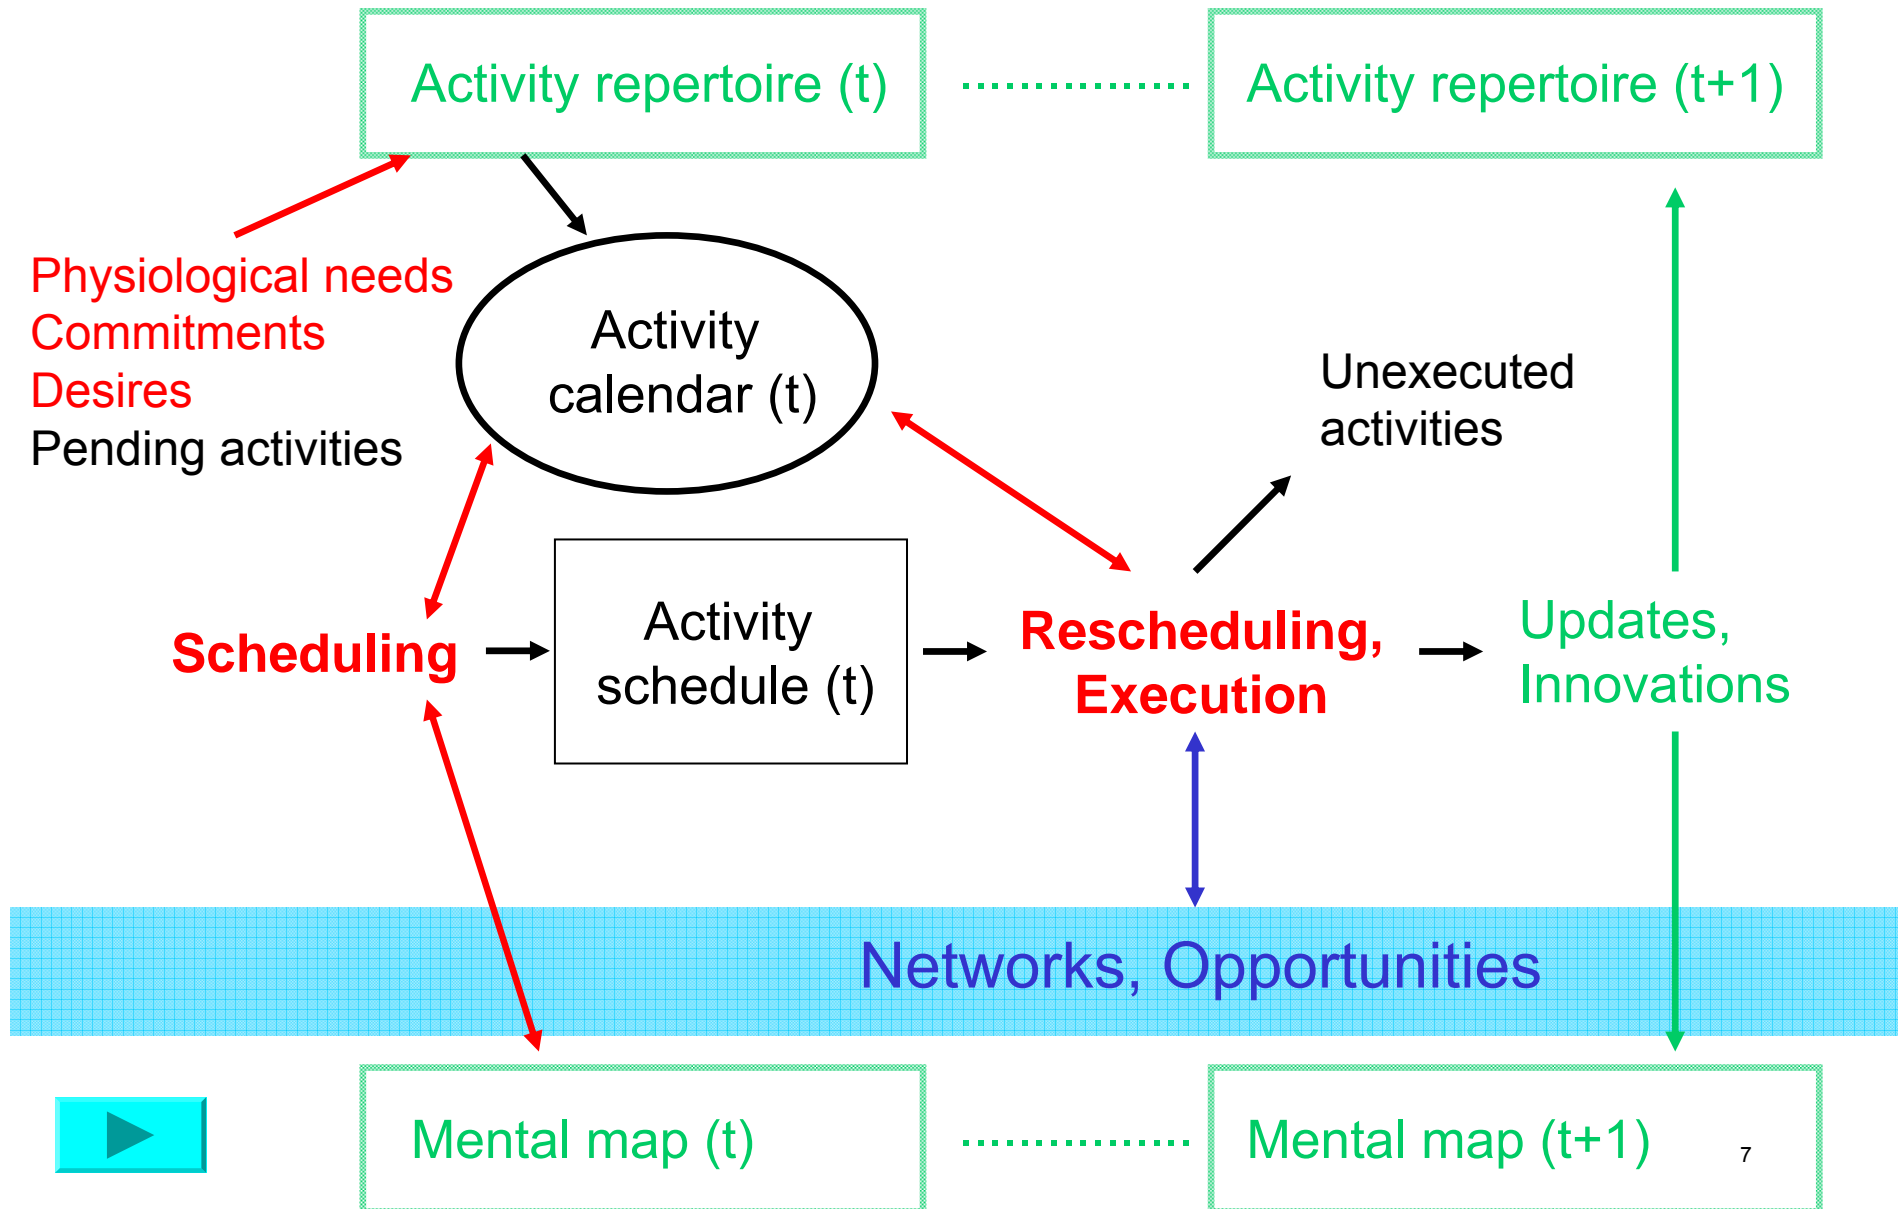 Activity repertoire (t)
Activity repertoire (t+1)
Physiological needs
Commitments
Desires
Pending activities
Activity
calendar (t)
Unexecuted
activities
Scheduling
Activity
schedule (t)
Rescheduling,
Execution
Updates,
Innovations
Networks, Opportunities
Mental map (t)
Mental map (t+1)
7